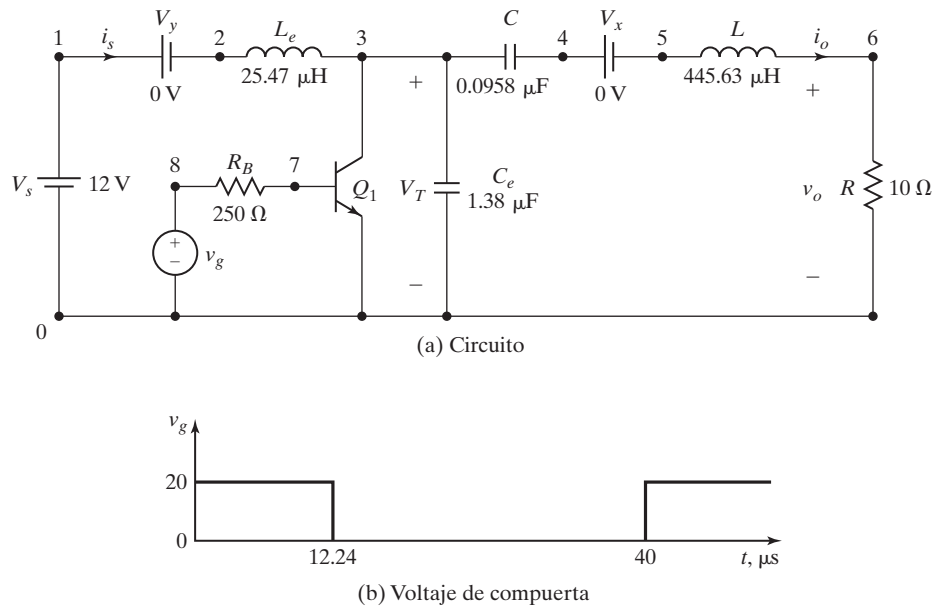 1
i_s
V_y
0 V
2
L_e
25.47 μH
3
C
0.0958 μF
4
V_x
0 V
5
L
445.63 μH
i_o
6
V_s
12 V
8
R_B
250 Ω
7
Q_1
v_g
+
−
+
V_T
−
C_e
1.38 μF
+
v_o
−
R
10 Ω
0
(a) Circuito
v_g
20
0
12.24
40
t, μs
(b) Voltaje de compuerta